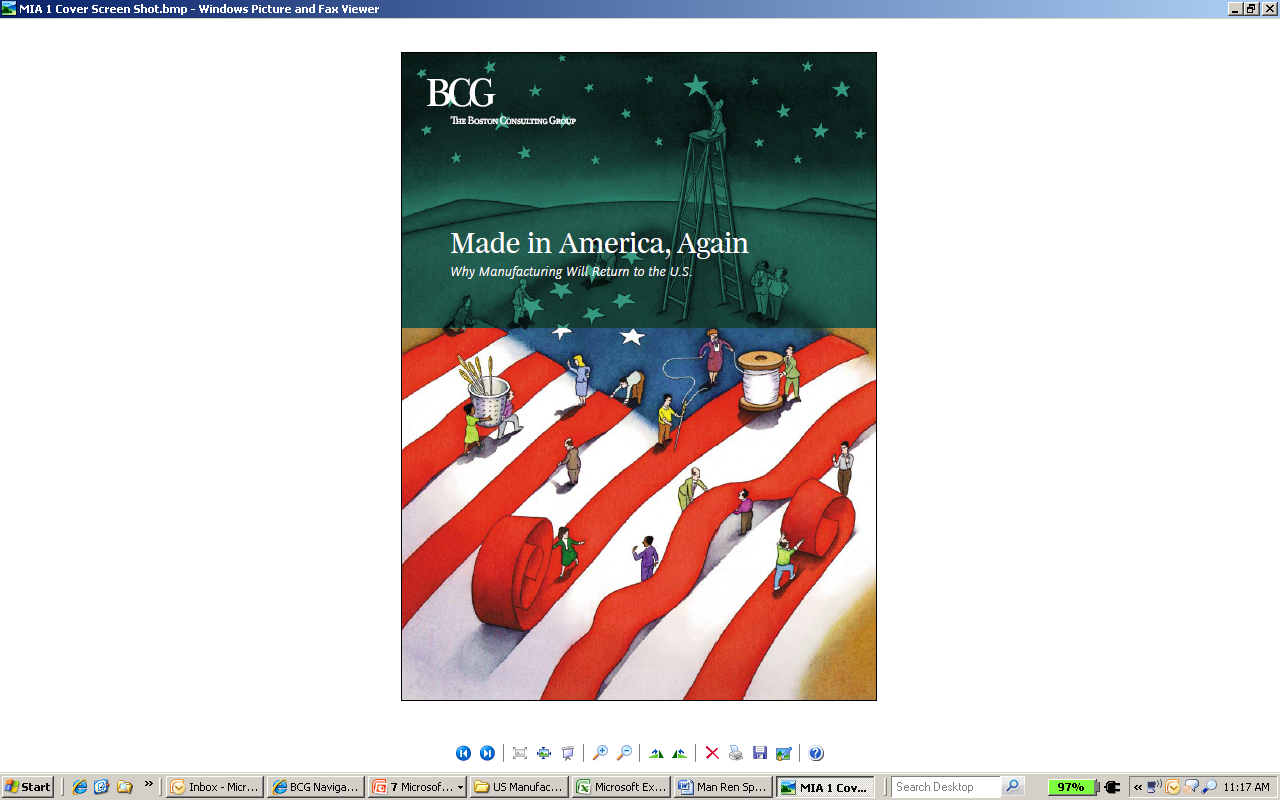 MIA 1 Cover Screen Shot.bmp - Windows Picture and Fax Viewer
BCG
THE BOSTON CONSULTING GROUP
Made in America, Again
Why Manufacturing Will Return to the U.S.
Start
»
Inbox - Micr...
BCG Naviga...
7 Microsof...
US Manufac...
Microsoft Ex...
Man Ren Sp...
MIA 1 Cov...
Search Desktop
97%
«
11:17 AM